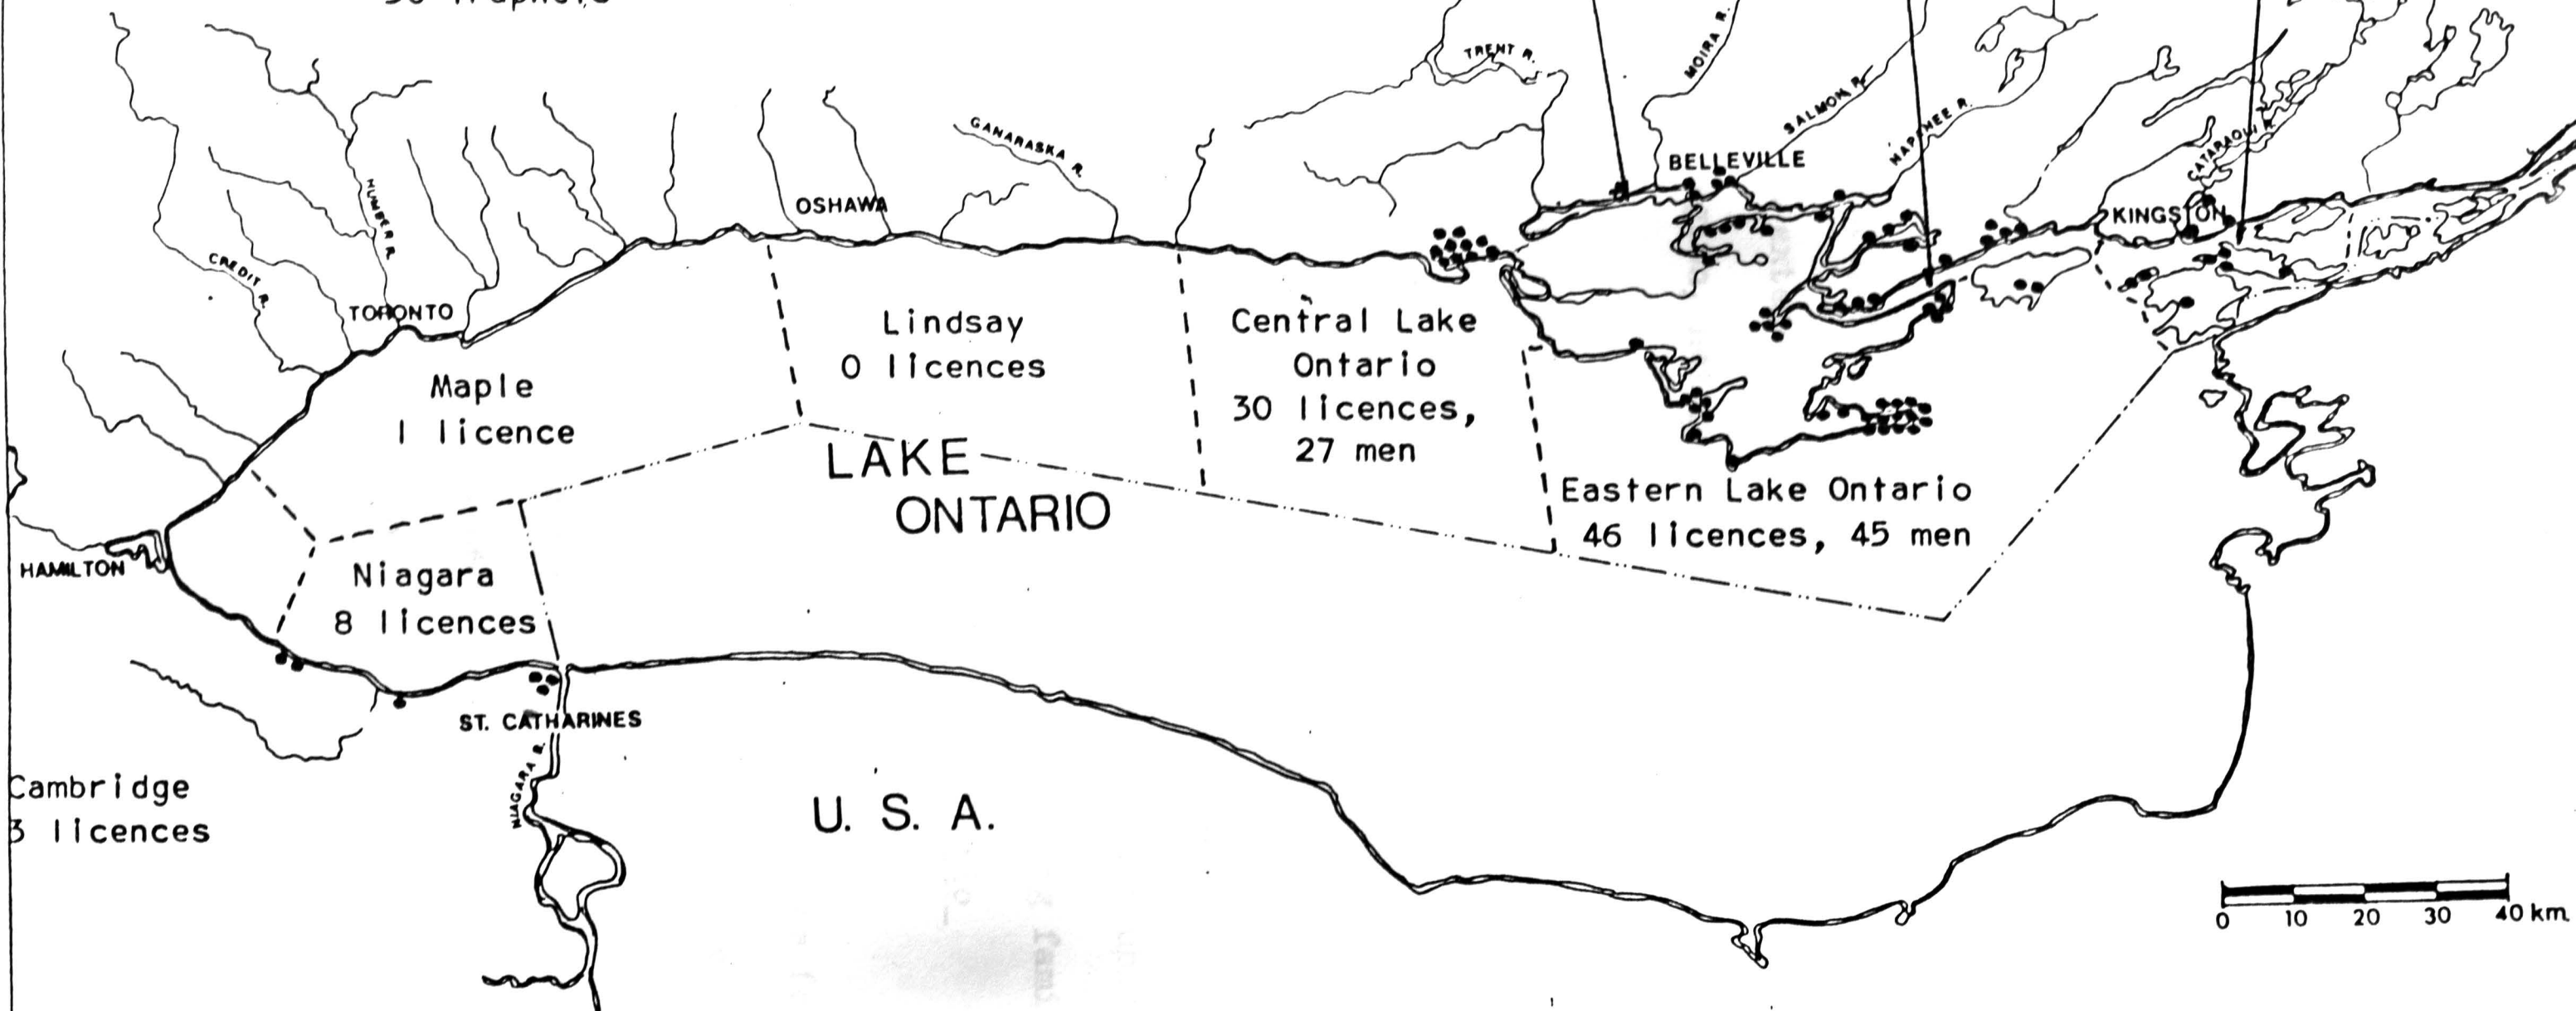 TRENT R.
MOIRA R.
SALMON R.
NAPANEE R.
CATARAQUI R.
GANARASKA R.
HUMBER R.
CREDIT R.
BELLEVILLE
OSHAWA
KINGSTON
TORONTO
Lindsay
0 licences
Central Lake
Ontario
30 licences,
27 men
Maple
1 licence
LAKE
ONTARIO
Eastern Lake Ontario
46 licences, 45 men
HAMILTON
Niagara
8 licences
ST. CATHARINES
NIAGARA R.
Cambridge
3 licences
U. S. A.
0 10 20 30 40 km